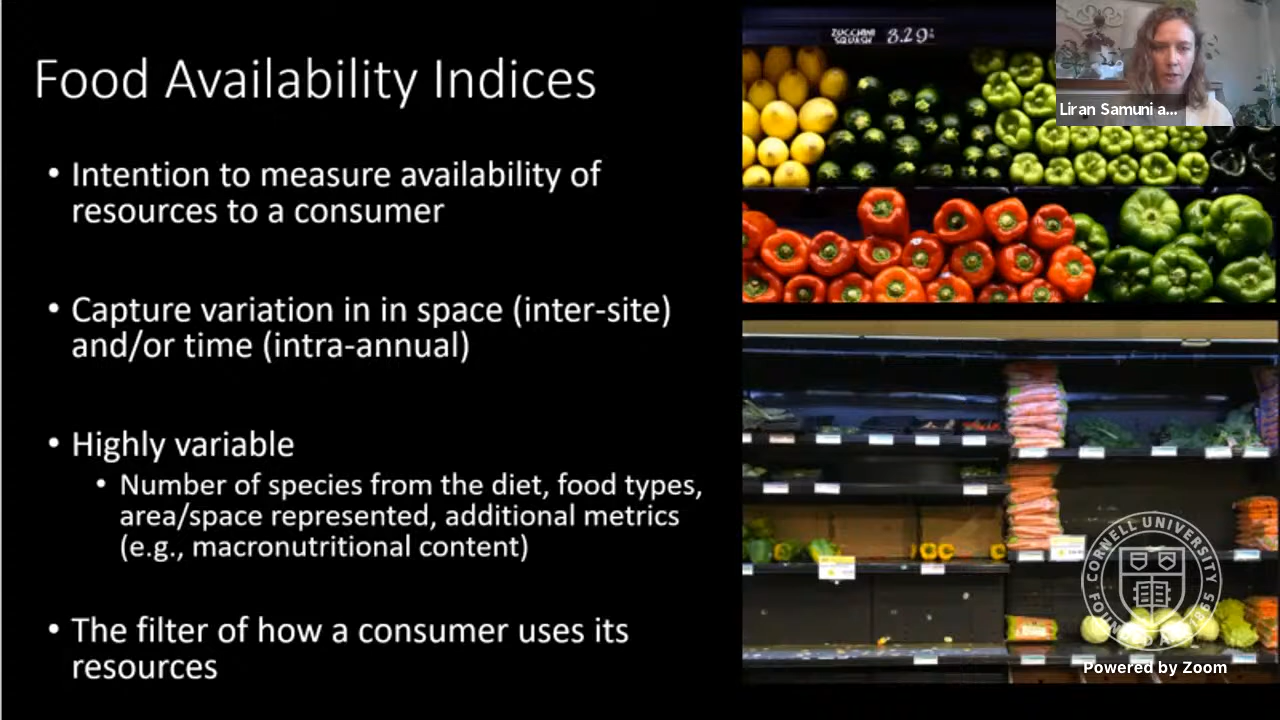 Food Availability Indices
• Intention to measure availability of
resources to a consumer
• Capture variation in in space (inter-site)
and/or time (intra-annual)
• Highly variable
• Number of species from the diet, food types,
area/space represented, additional metrics
(e.g., macronutritional content)
• The filter of how a consumer uses its
resources
ZUCCHINI
SQUASH 3.29
Liran Samuni a...
CORNELL UNIVERSITY
FOUNDED A.D. 1865
Powered by Zoom